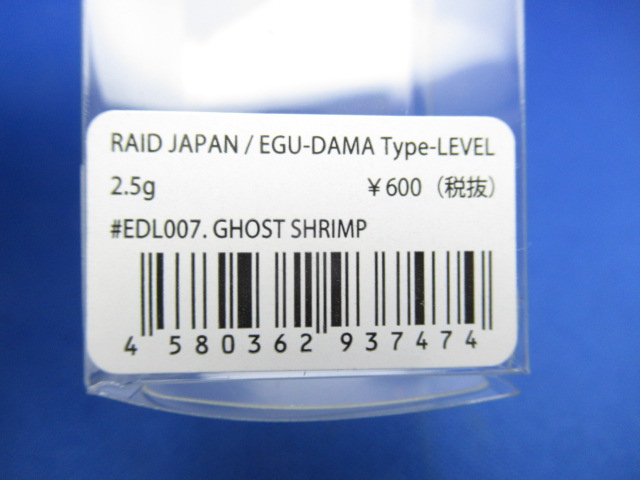 RAID JAPAN / EGU-DAMA Type-LEVEL
2.5g ￥600（税抜）
#EDL007. GHOST SHRIMP
4 580362 937474